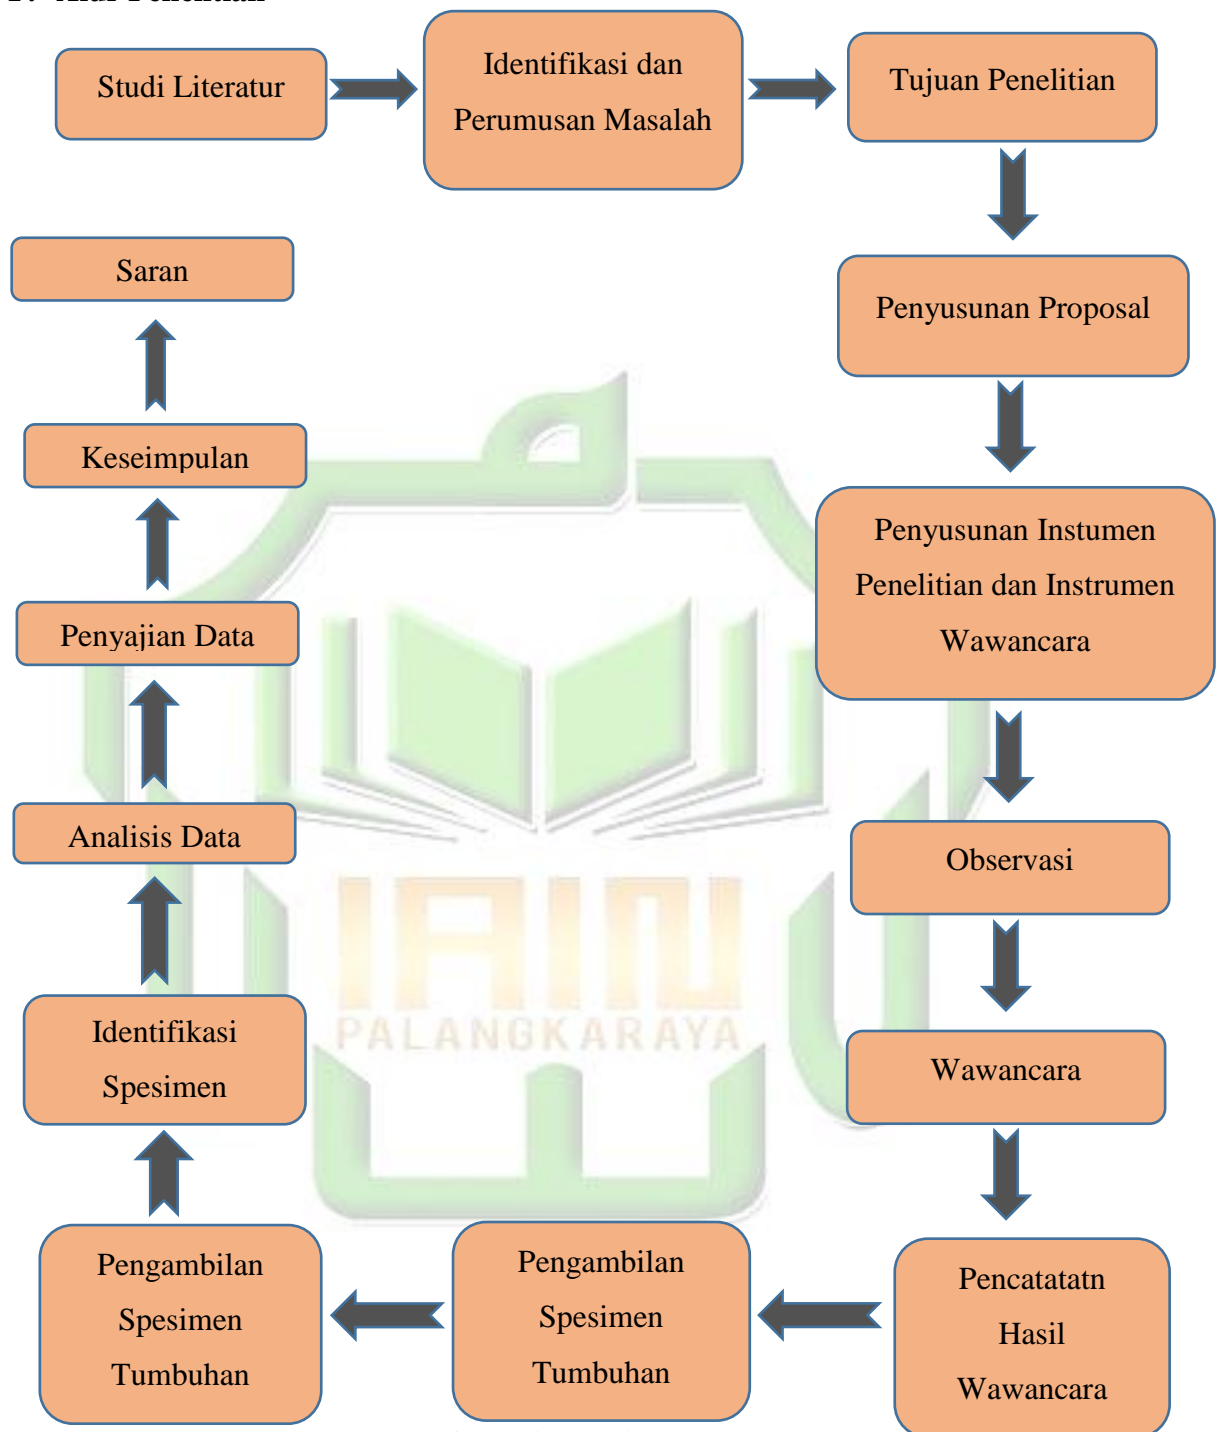 Studi Literatur
Identifikasi dan
Perumusan Masalah
Tujuan Penelitian
Penyusunan Proposal
Penyusunan Instumen
Penelitian dan Instrumen
Wawancara
Observasi
Wawancara
Pencatatatn
Hasil
Wawancara
Pengambilan
Spesimen
Tumbuhan
Pengambilan
Spesimen
Tumbuhan
Identifikasi
Spesimen
Analisis Data
Penyajian Data
Keseimpulan
Saran
IAIN
PALANGKARAYA